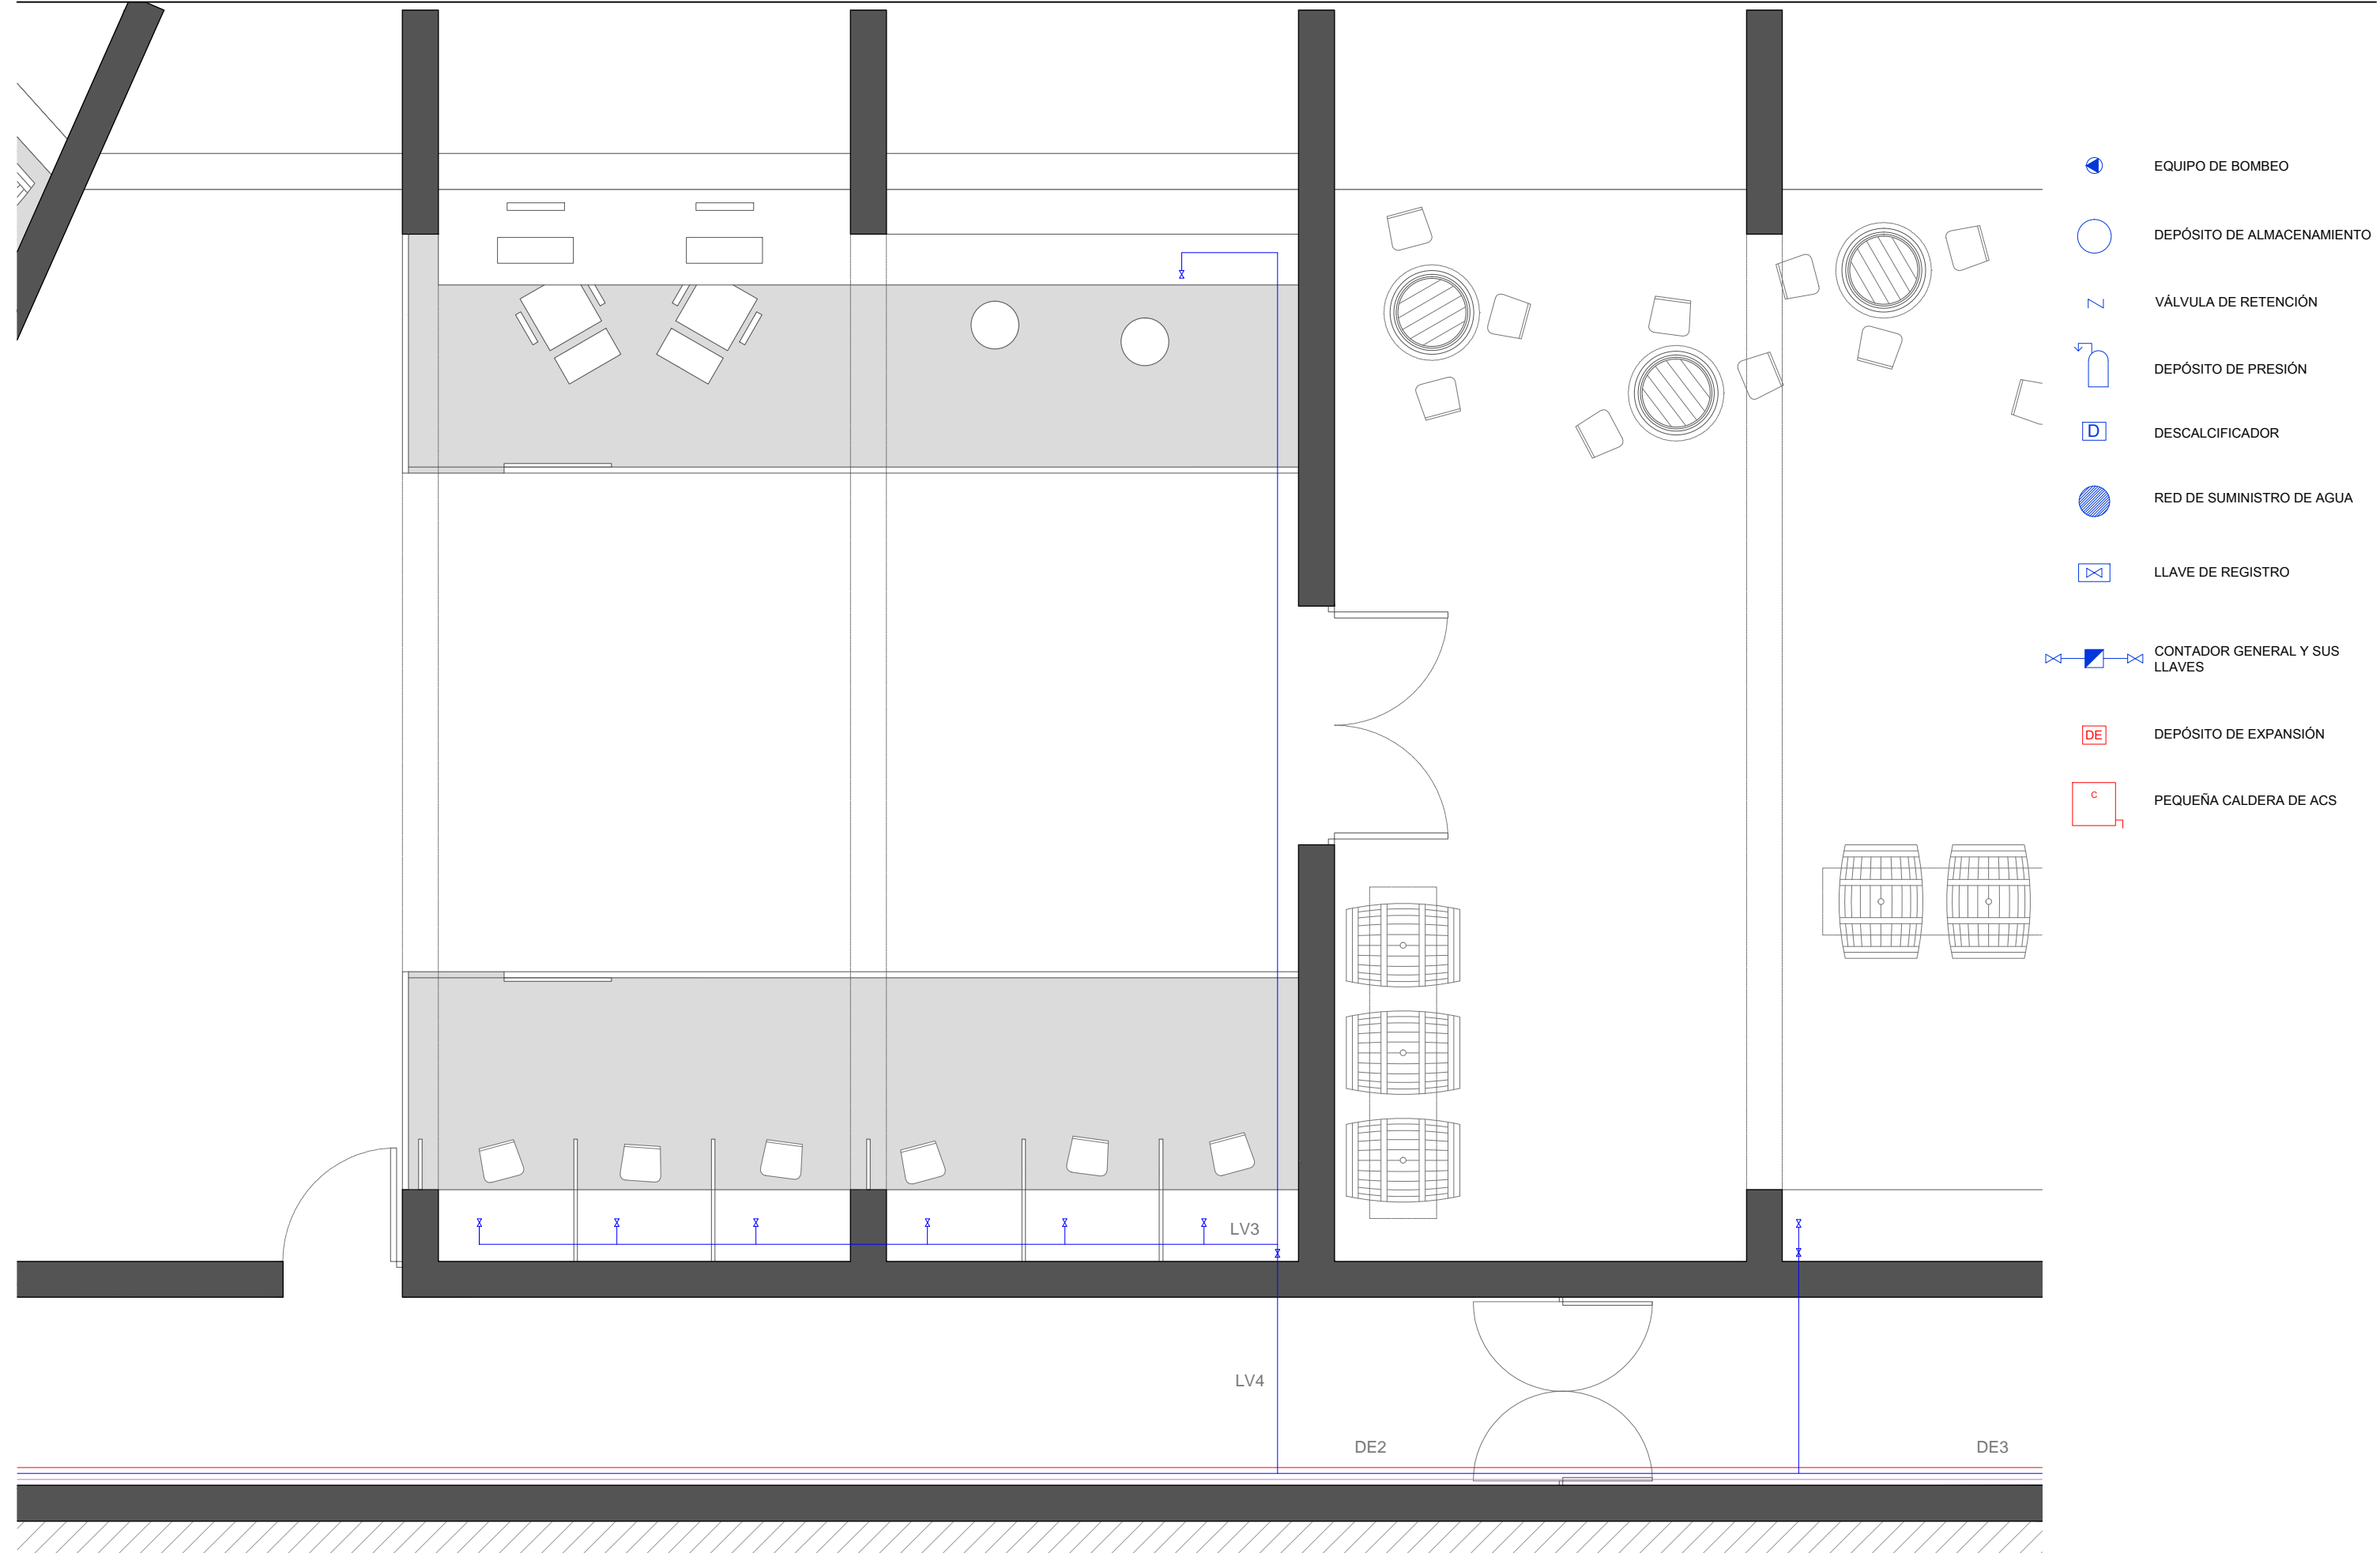 EQUIPO DE BOMBEO
DEPÓSITO DE ALMACENAMIENTO
VÁLVULA DE RETENCIÓN
DEPÓSITO DE PRESIÓN
D
DESCALCIFICADOR
RED DE SUMINISTRO DE AGUA
LLAVE DE REGISTRO
CONTADOR GENERAL Y SUS
LLAVES
DE
DEPÓSITO DE EXPANSIÓN
C
PEQUEÑA CALDERA DE ACS
LV3
LV4
DE2
DE3